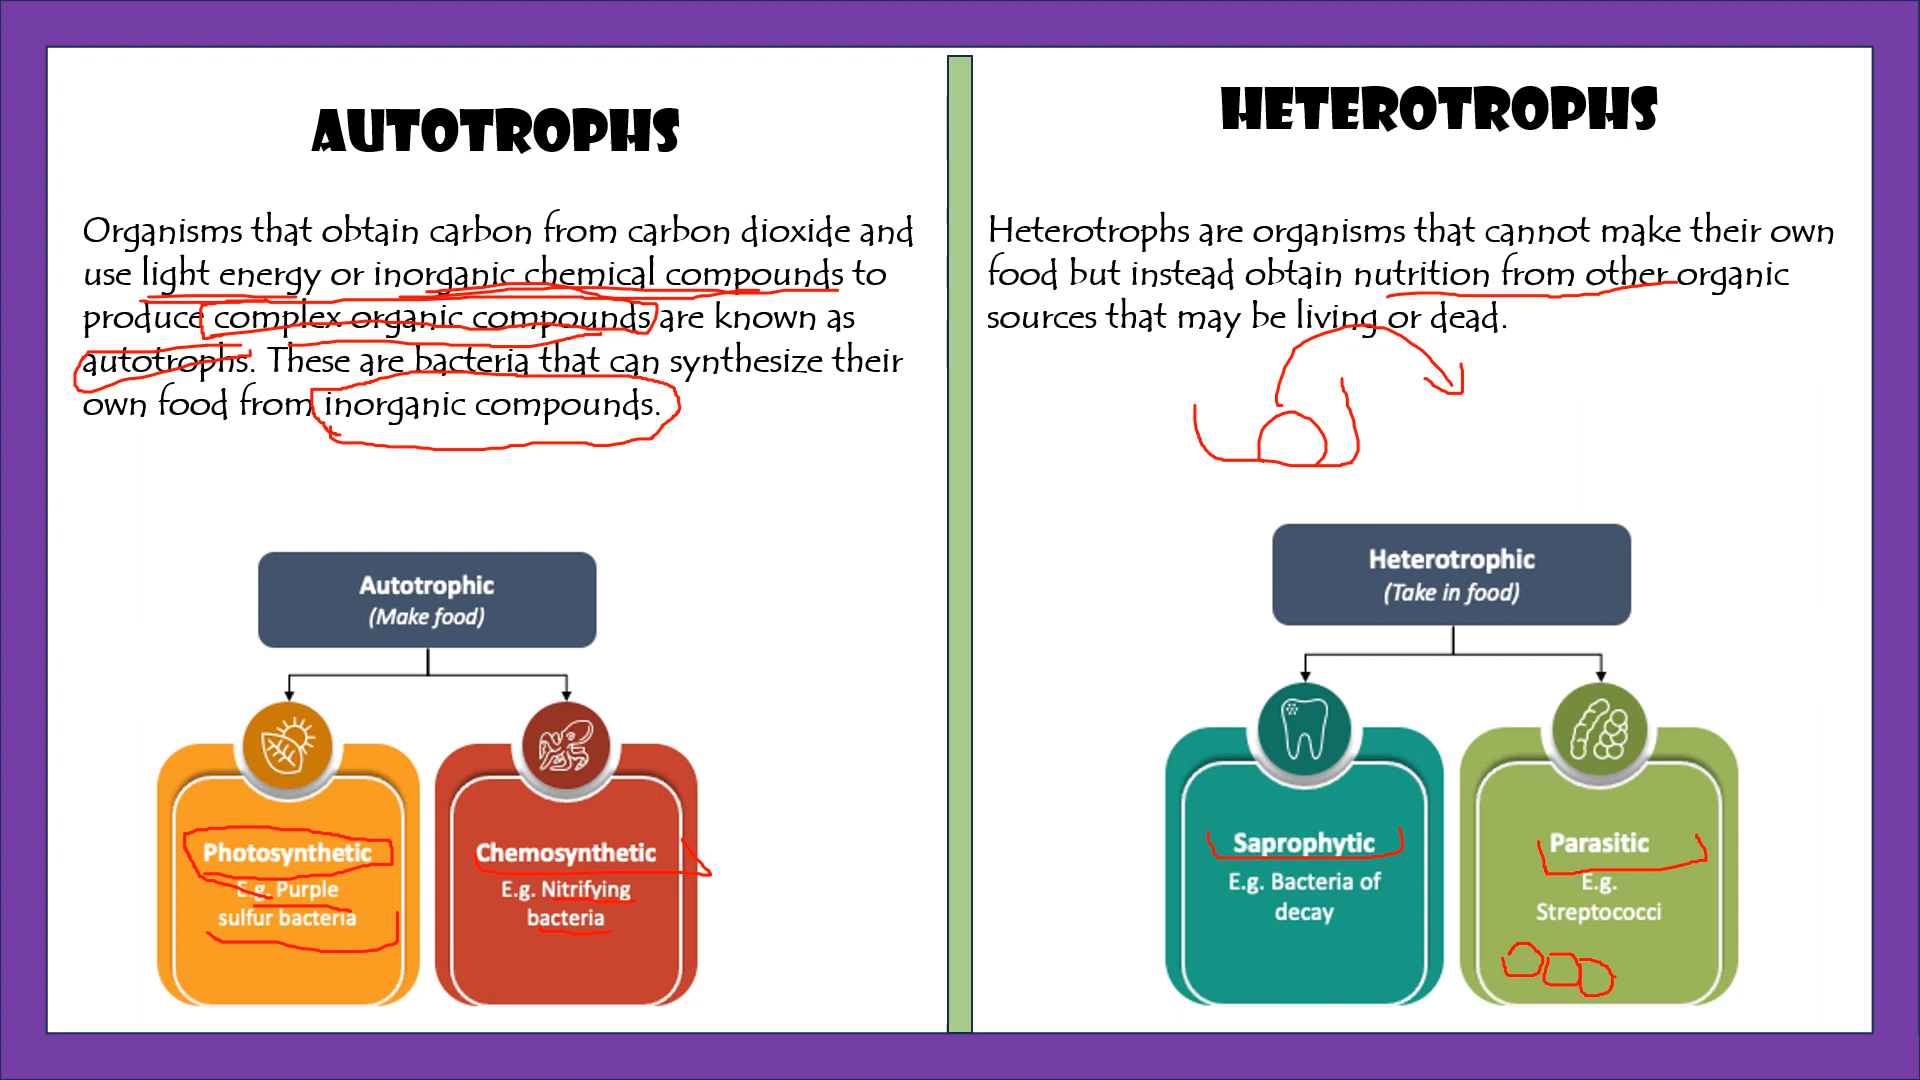 AUTOTROPHS
Organisms that obtain carbon from carbon dioxide and
use light energy or inorganic chemical compounds to
produce complex organic compounds are known as
autotrophs. These are bacteria that can synthesize their
own food from inorganic compounds.
Autotrophic
(Make food)
Photosynthetic
E.g. Purple
sulfur bacteria
Chemosynthetic
E.g. Nitrifying
bacteria
HETEROTROPHS
Heterotrophs are organisms that cannot make their own
food but instead obtain nutrition from other organic
sources that may be living or dead.
Heterotrophic
(Take in food)
Saprophytic
E.g. Bacteria of
decay
Parasitic
E.g.
Streptococci